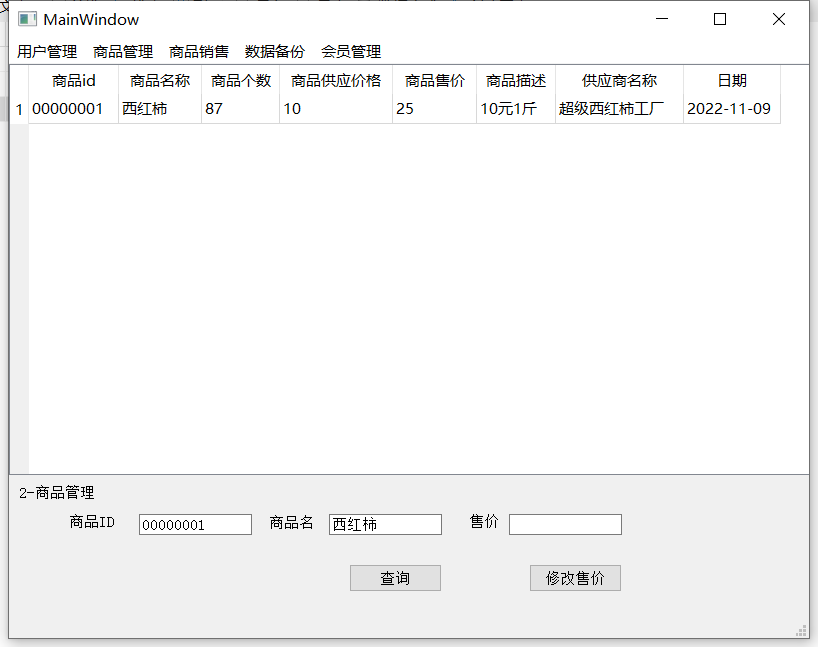 MainWindow
用户管理 商品管理 商品销售 数据备份 会员管理
商品id 商品名称 商品个数 商品供应价格 商品售价 商品描述 供应商名称 日期
1 00000001 西红柿 87 10 25 10元1斤 超级西红柿工厂 2022-11-09
2-商品管理
商品ID 00000001 商品名 西红柿 售价
查询 修改售价